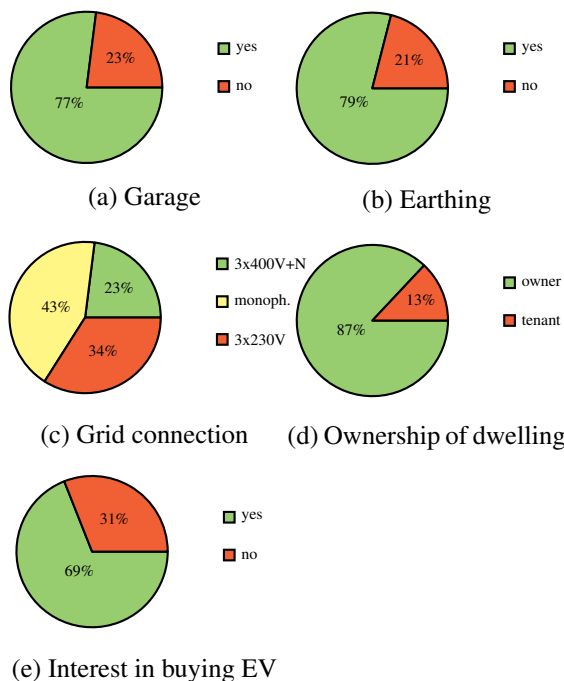 23%
77%
yes
no
(a) Garage
21%
79%
yes
no
(b) Earthing
23%
43%
34%
3x400V+N
monoph.
3x230V
(c) Grid connection
13%
87%
owner
tenant
(d) Ownership of dwelling
31%
69%
yes
no
(e) Interest in buying EV